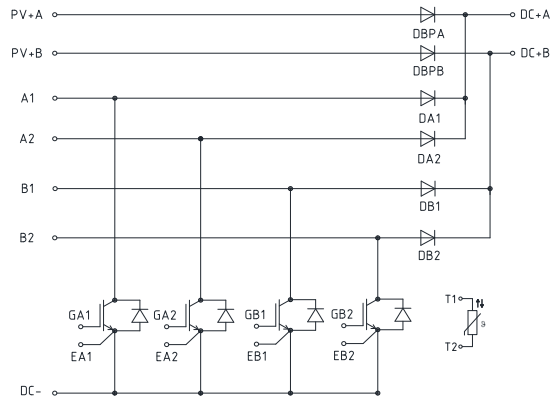 PV+A DBPA DC+A
PV+B DBPB DC+B
A1 DA1
A2 DA2
B1 DB1
B2 DB2
GA1 GA2 GB1 GB2 T1
EA1 EA2 EB1 EB2 T2
DC-